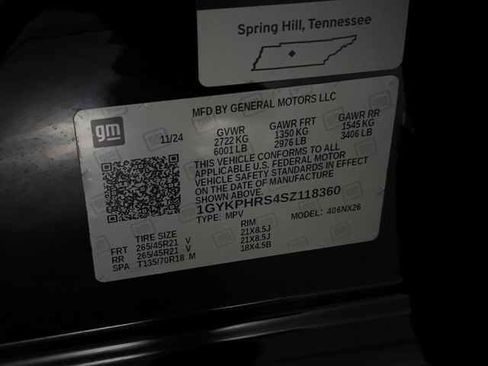 Spring Hill, Tennessee
MFD BY GENERAL MOTORS LLC
gm
11/24
GVWR GAWR FRT GAWR RR
2722 KG 1350 KG 1545 KG
6001 LB 2976 LB 3406 LB
THIS VEHICLE CONFORMS TO ALL
APPLICABLE U.S. FEDERAL MOTOR
VEHICLE SAFETY STANDARDS IN EFFECT
ON THE DATE OF MANUFACTURE
SHOWN ABOVE.
1GYKPHRS4SZ118360
TYPE: MPV MODEL: 406NX26
TIRE SIZE RIM
FRT 265/45R21 V 21X8.5J
RR 265/45R21 V 21X8.5J
SPA T135/70R18 M 18X4.5B